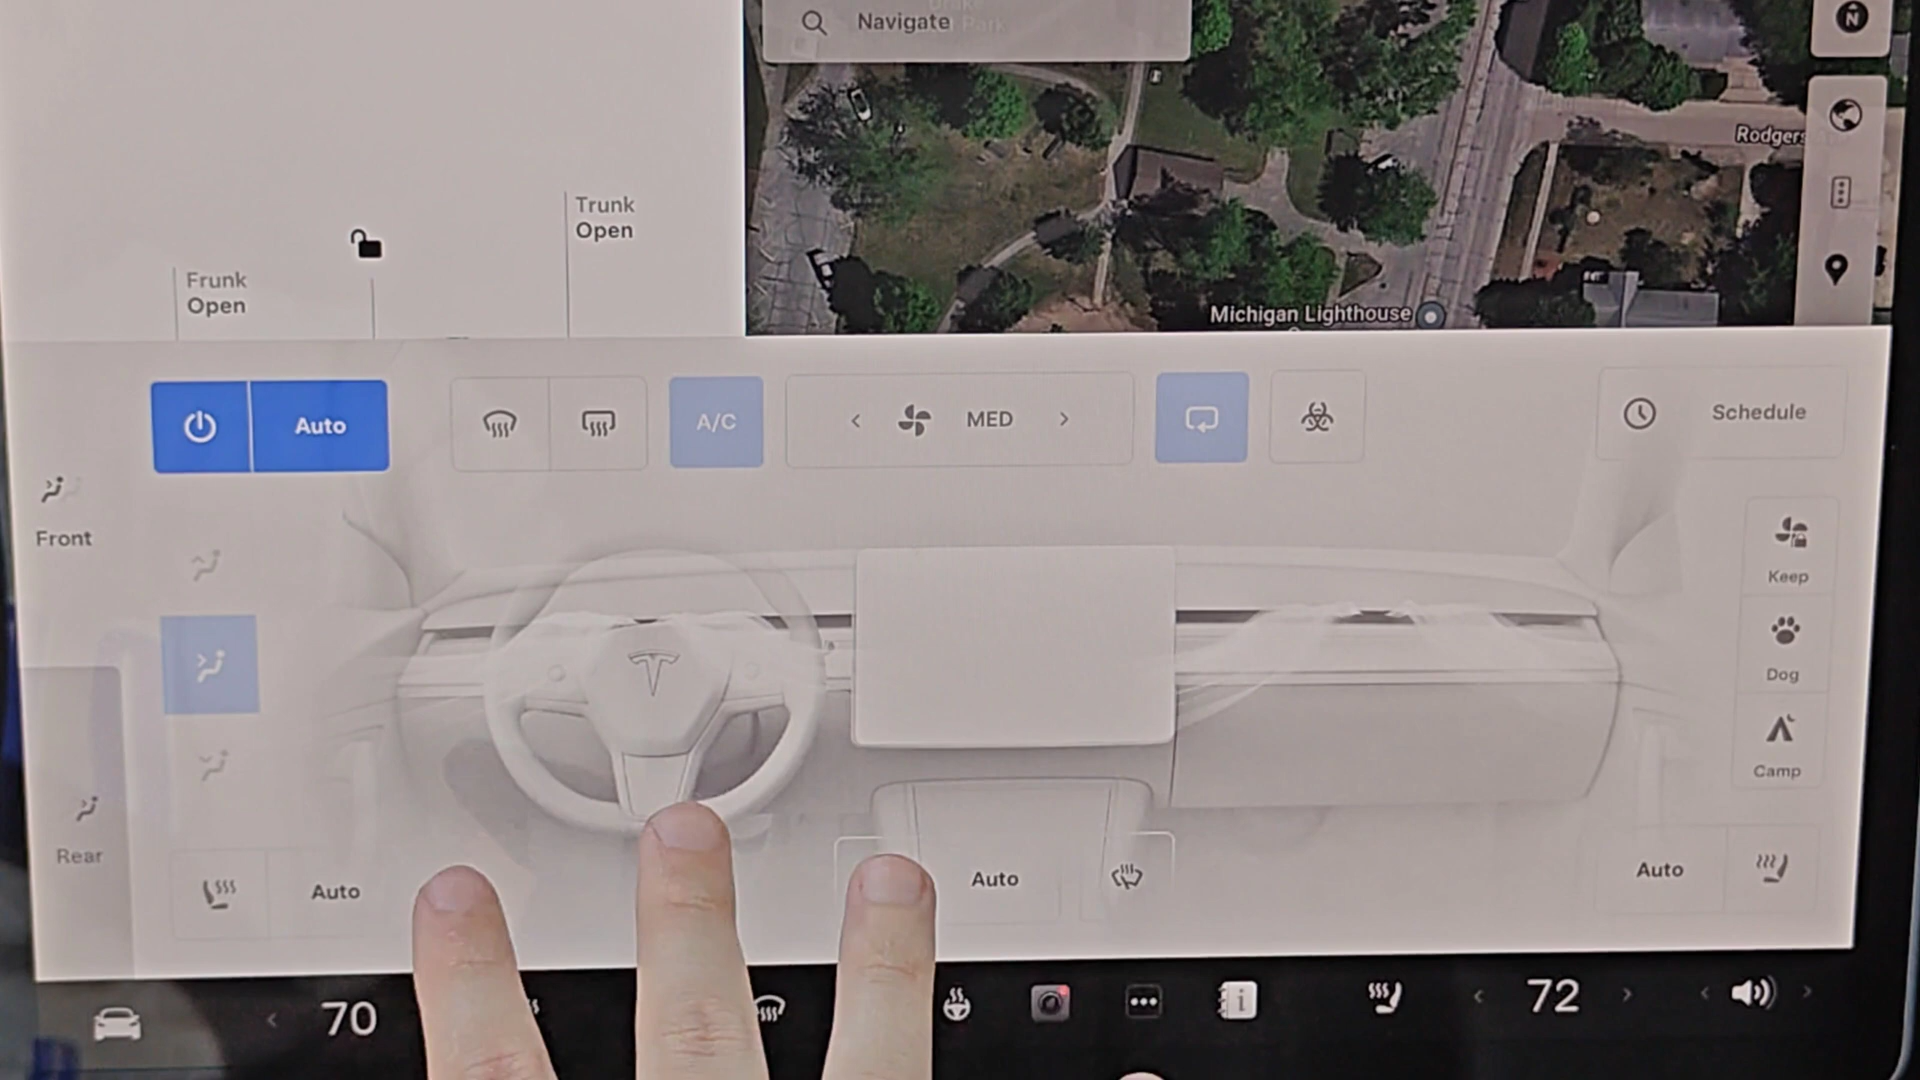 Navigate
Park
Rodgers
Trunk
Open
Frunk
Open
Michigan Lighthouse
Auto
A/C
MED
Schedule
Front
Keep
Dog
Camp
Rear
Auto
Auto
Auto
70
72
N